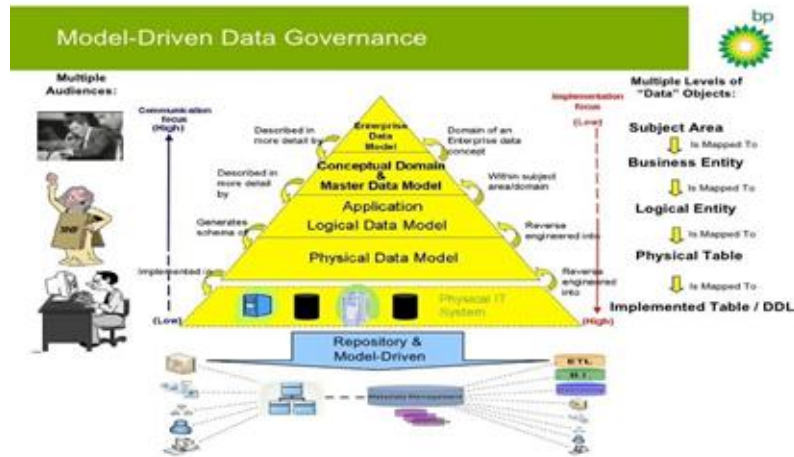 Model-Driven Data Governance
bp
Multiple
Audiences:
Communication
focus
(High)
(Low)
Described in
more detail by
Described in
more detail
by
Generates
schema of
Implemented in
Enterprise
Data
Model
Conceptual Domain
&
Master Data Model
Application
Logical Data Model
Physical Data Model
Physical IT
System
Domain of an
Enterprise data
concept
Within subject
area/domain
Reverse
engineered into
Reverse
engineered
into
Implementation
focus
(Low)
(High)
Multiple Levels of
"Data" Objects:
Subject Area
Is Mapped To
Business Entity
Is Mapped To
Logical Entity
Is Mapped To
Physical Table
Is Mapped To
Implemented Table / DDL
Repository &
Model-Driven
Metadata Management
ETL
B I